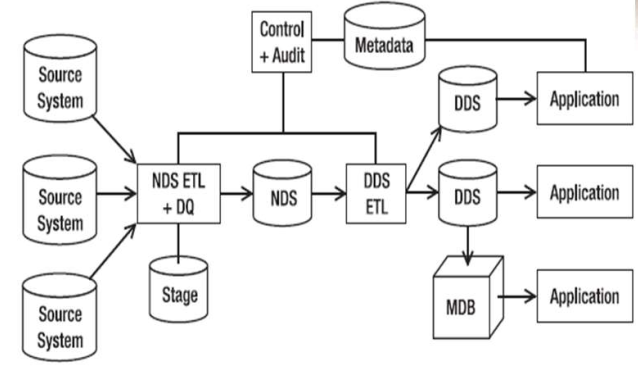 Control
+ Audit
Metadata
Source
System
DDS
Application
Source
System
NDS ETL
+ DQ
NDS
DDS
ETL
DDS
Application
Source
System
Stage
MDB
Application